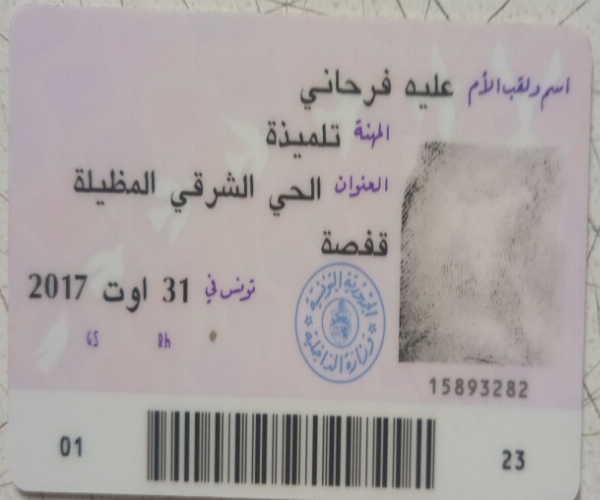 اسم ولقب الأم عليه فرحاني
المهنة تلميذة
العنوان الحي الشرقي المظيلة
قفصة
تونس في 31 اوت 2017
GS Rh
الجمهورية التونسية
وزارة الداخلية
15893282
01 23